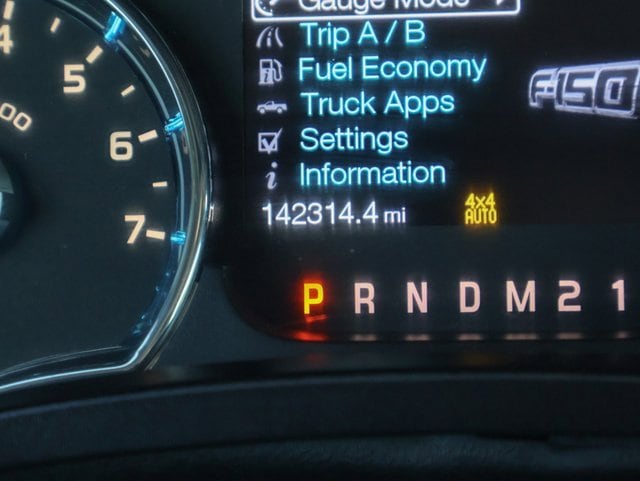 Gauge Mode
Trip A / B
Fuel Economy
Truck Apps
Settings
Information
F-150
142314.4 mi
4x4
AUTO
P R N D M 2 1
4
5
6
7
00